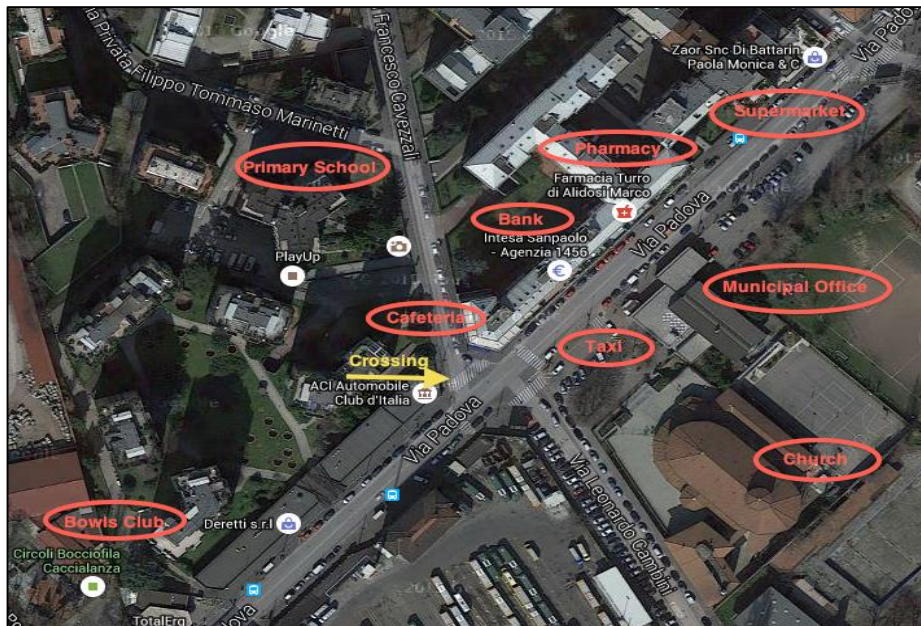 Via Privata Filippo Tommaso Marinetti
Francesco Cavezzali
Zaor Snc Di Battarin.
Paola Monica & C
Via Padova
Supermarket
Primary School
Pharmacy
Farmacia Turro
di Alidosi Marco
Bank
Intesa Sanpaolo
- Agenzia 1456
Via Padova
PlayUp
Municipal Office
Cafeteria
Taxi
Crossing
ACI Automobile
Club d'Italia
Via Padova
Church
Via Leonardo Cambini
Bowls Club
Deretti s.r.l
Circoli Bocciofila
Caccialanza
TotalErg